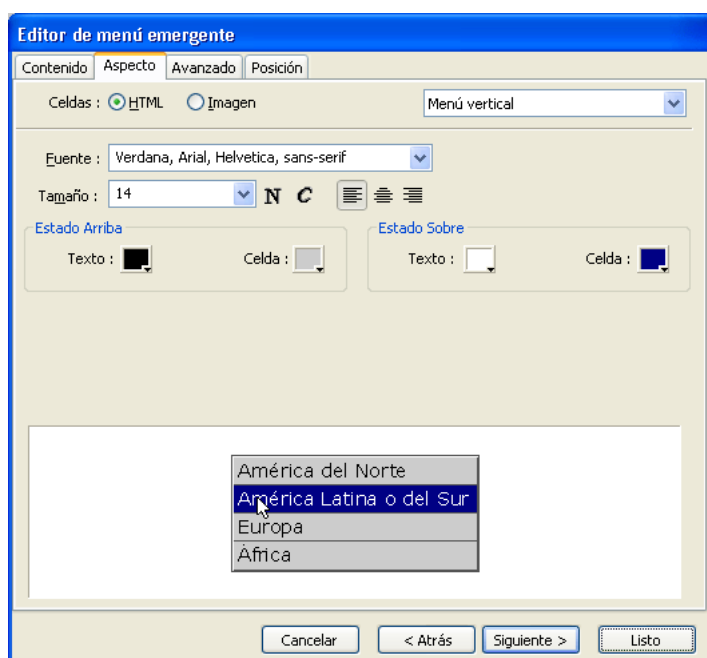 Editor de menú emergente
Contenido Aspecto Avanzado Posición
Celdas : HTML Imagen Menú vertical
Fuente : Verdana, Arial, Helvetica, sans-serif
Tamaño : 14 N C
Estado Arriba Estado Sobre
Texto : Celda : Texto : Celda :
América del Norte
América Latina o del Sur
Europa
África
Cancelar < Atrás Siguiente > Listo